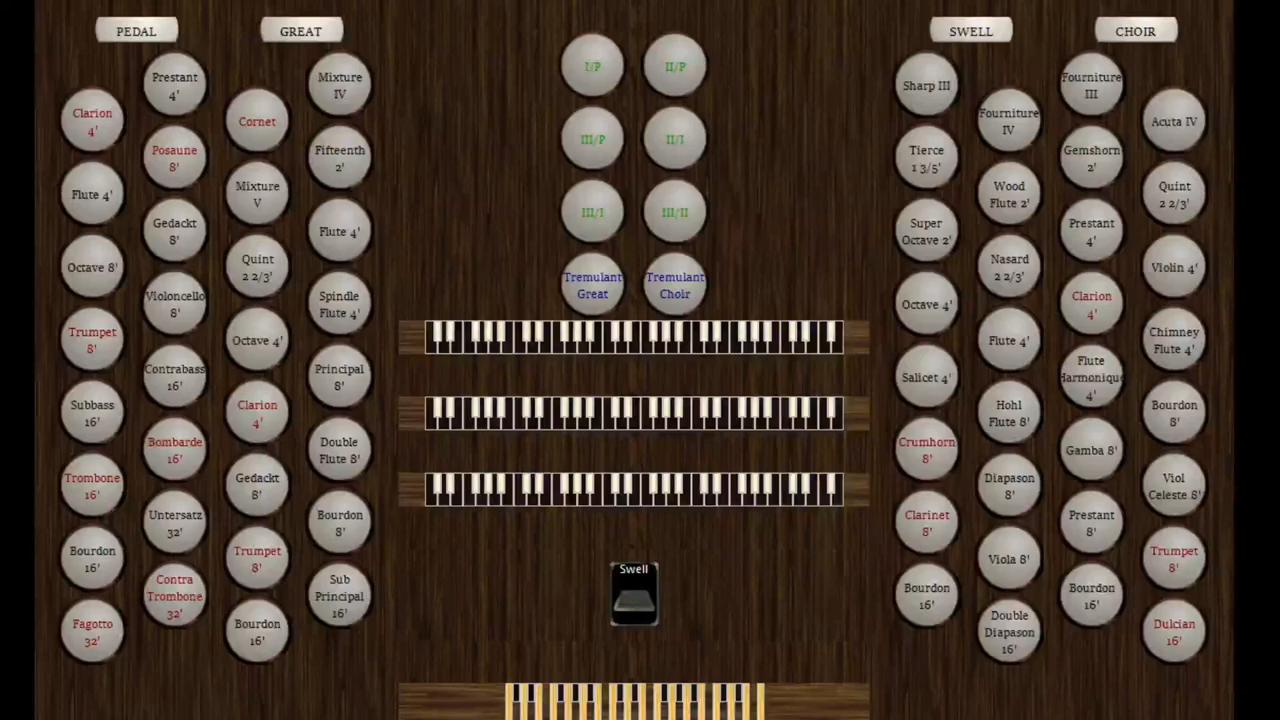 PEDAL
GREAT
SWELL
CHOIR
Clarion
4'
Flute 4'
Octave 8'
Trumpet
8'
Subbass
16'
Trombone
16'
Bourdon
16'
Fagotto
32'
Prestant
4'
Posaune
8'
Gedackt
8'
Violoncello
8'
Contrabass
16'
Bombarde
16'
Untersatz
32'
Contra
Trombone
32'
Cornet
Mixture
V
Quint
2 2/3'
Octave 4'
Clarion
4'
Gedackt
8'
Trumpet
8'
Bourdon
16'
Mixture
IV
Fifteenth
2'
Flute 4'
Spindle
Flute 4'
Principal
8'
Double
Flute 8'
Bourdon
8'
Sub
Principal
16'
I/P
II/P
III/P
II/I
III/I
III/II
Tremulant
Great
Tremulant
Choir
Swell
Sharp III
Tierce
1 3/5'
Super
Octave 2'
Octave 4'
Salicet 4'
Crumhorn
8'
Clarinet
8'
Bourdon
16'
Fourniture
IV
Wood
Flute 2'
Nasard
2 2/3'
Flute 4'
Hohl
Flute 8'
Diapason
8'
Viola 8'
Double
Diapason
16'
Fourniture
III
Gemshorn
2'
Prestant
4'
Clarion
4'
Flute
Harmonique
4'
Gamba 8'
Prestant
8'
Bourdon
16'
Acuta IV
Quint
2 2/3'
Violin 4'
Chimney
Flute 4'
Bourdon
8'
Viol
Celeste 8'
Trumpet
8'
Dulcian
16'